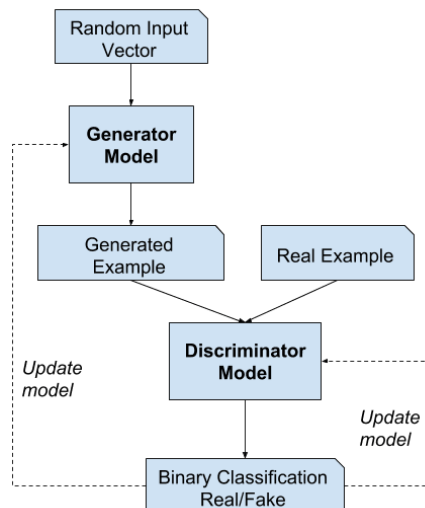 Random Input
Vector
Generator
Model
Generated
Example
Real Example
Discriminator
Model
Update
model
Update
model
Binary Classification
Real/Fake